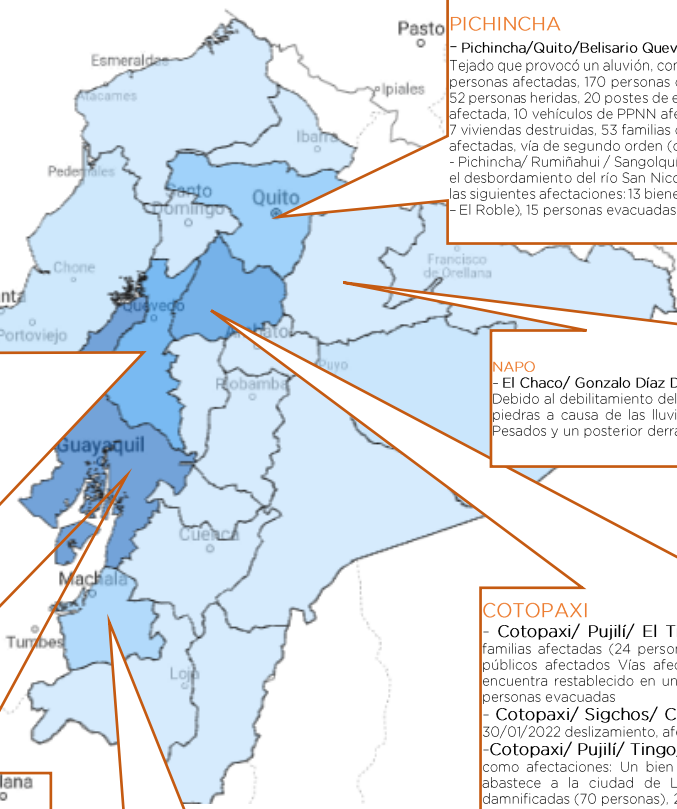 Pasto
Esmeraldas
Atacames
Ipiales
Ibarra
Pedernales
Santo
Domingo
Quito
Chone
Francisco
de Orellana
Quevedo
Portoviejo
Ambato
Puyo
Riobamba
Guayaquil
Cuenca
Machala
Tumbes
Loja
PICHINCHA
- Pichincha/Quito/Belisario Quev
Tejado que provocó un aluvión, con
personas afectadas, 170 personas
52 personas heridas, 20 postes de e
afectada, 10 vehículos de PPNN afe
7 viviendas destruidas, 53 familias
afectadas, vía de segundo orden (
- Pichincha/ Rumiñahui / Sangolqu
el desbordamiento del río San Nico
las siguientes afectaciones: 13 biene
- El Roble), 15 personas evacuadas
NAPO
- El Chaco/ Gonzalo Díaz D
Debido al debilitamiento del
piedras a causa de las lluvi
Pesados y un posterior derra
COTOPAXI
- Cotopaxi/ Pujilí/ El T
familias afectadas (24 person
públicos afectados Vías afec
encuentra restablecido en un
personas evacuadas
- Cotopaxi/ Sigchos/ C
30/01/2022 deslizamiento, afe
-Cotopaxi/ Pujilí/ Tingo/
como afectaciones: Un bien
abastece a la ciudad de L
damnificadas (70 personas), 2